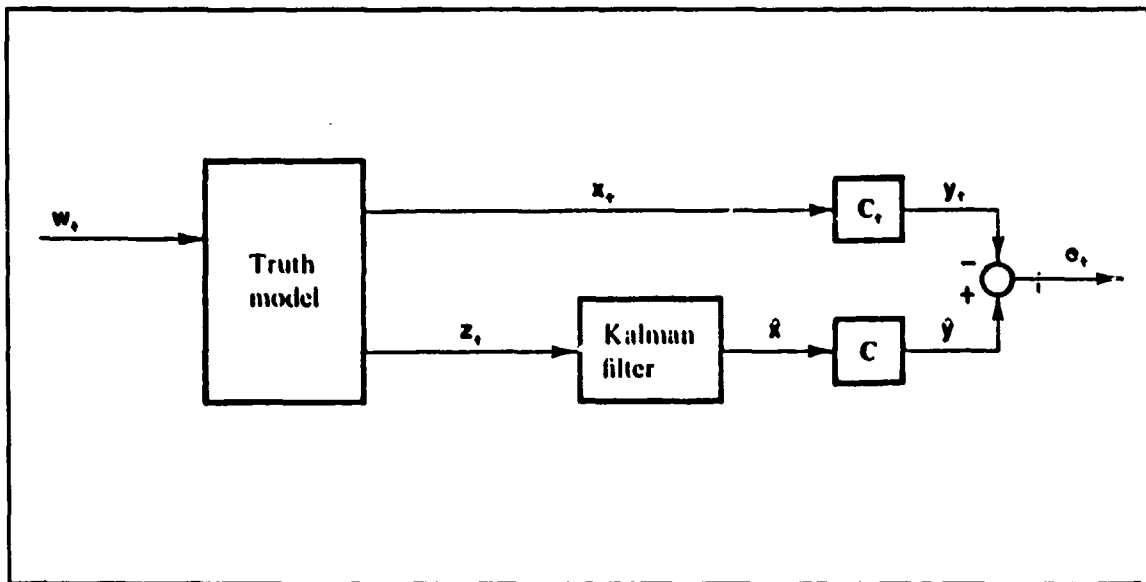 w_t
Truth
model
x_t
C_t
y_t
−
+
e_t
z_t
Kalman
filter
x̂
C
ŷ